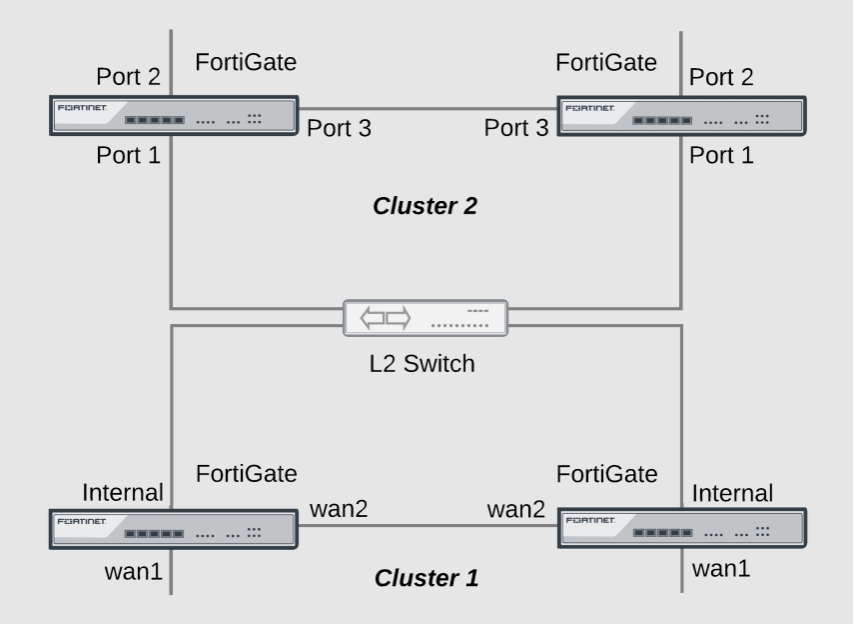 FortiGate
FortiGate
Port 2
Port 2
FORTINET
FORTINET
Port 3
Port 3
Port 1
Port 1
Cluster 2
L2 Switch
FortiGate
FortiGate
Internal
Internal
wan2
wan2
FORTINET
FORTINET
wan1
wan1
Cluster 1